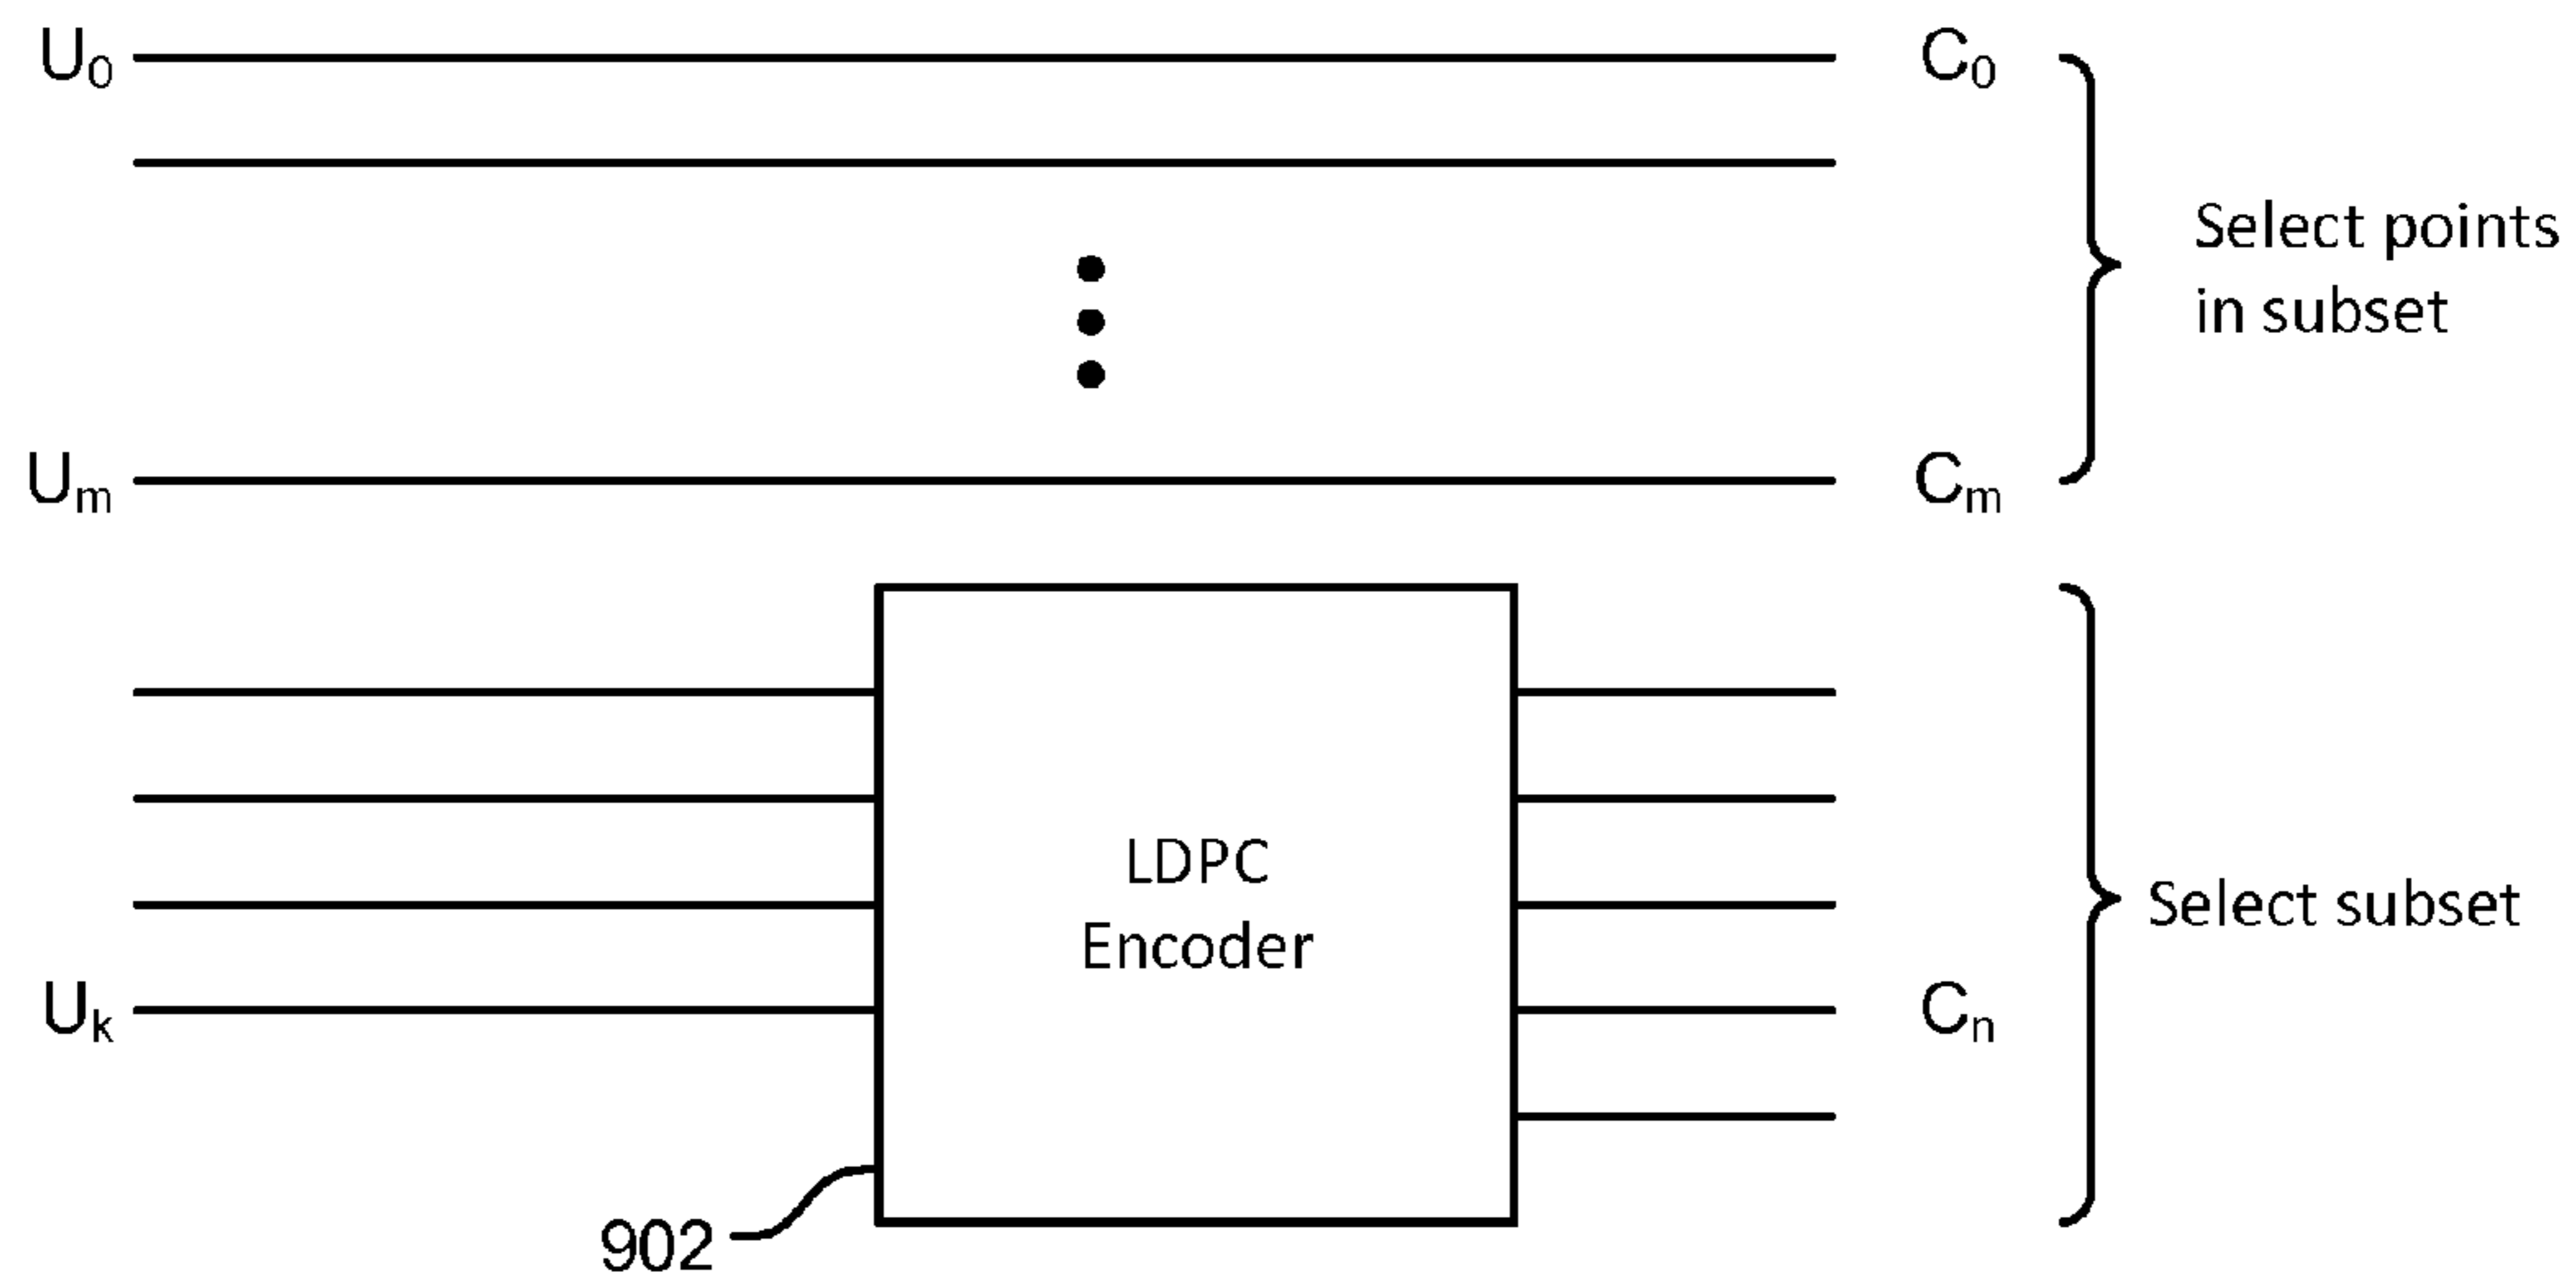 U₀ C₀
Select points
in subset
Uₘ Cₘ
LDPC
Encoder
Select subset
Uₖ Cₙ
902